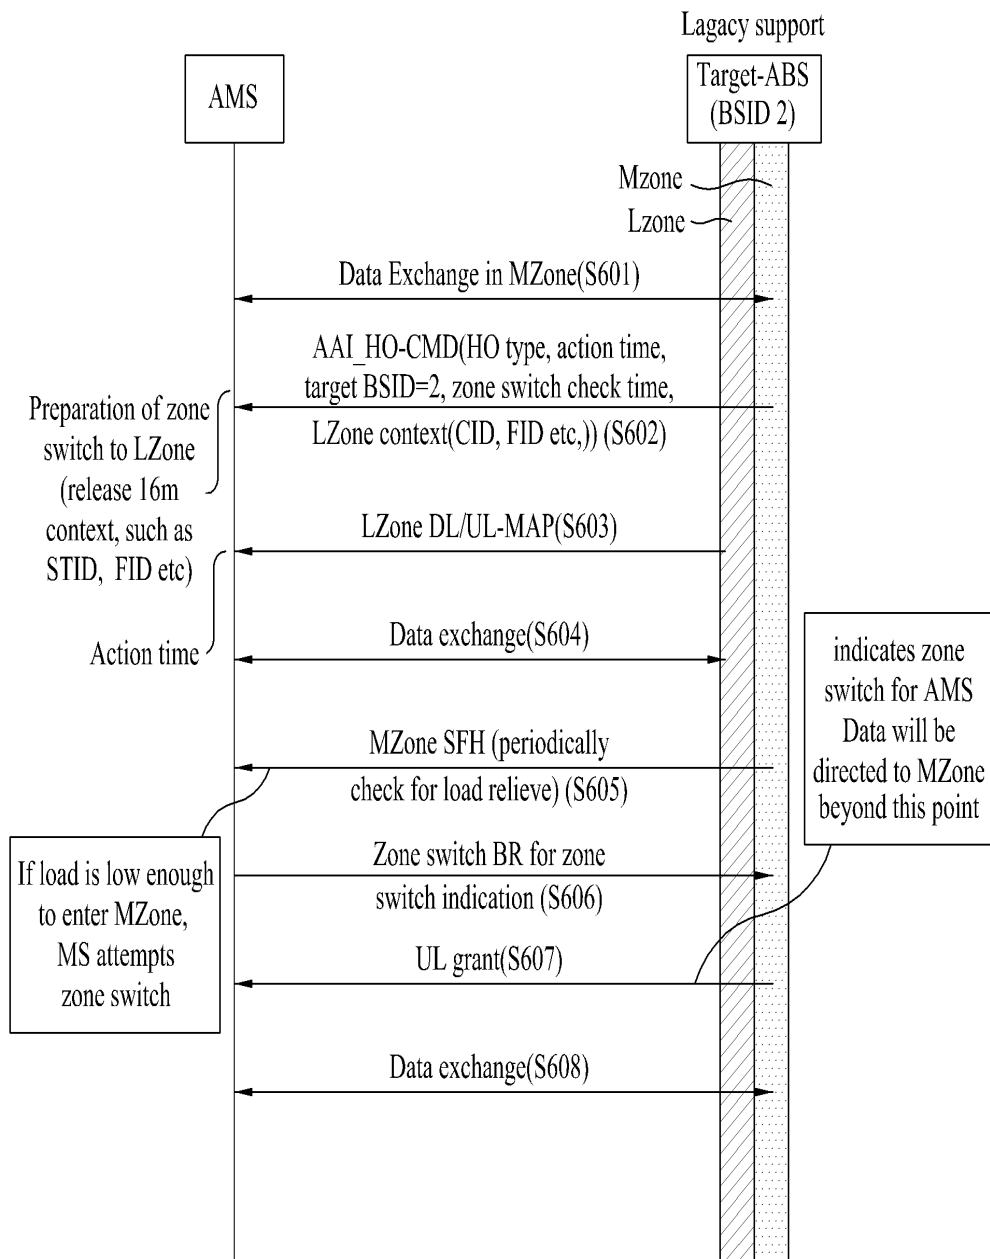 Lagacy support
AMS
Target-ABS
(BSID 2)
Mzone
Lzone
Data Exchange in MZone(S601)
AAI_HO-CMD(HO type, action time,
target BSID=2, zone switch check time,
LZone context(CID, FID etc,)) (S602)
Preparation of zone
switch to LZone
(release 16m
context, such as
STID, FID etc)
LZone DL/UL-MAP(S603)
Action time
Data exchange(S604)
indicates zone
switch for AMS
Data will be
directed to MZone
beyond this point
MZone SFH (periodically
check for load relieve) (S605)
If load is low enough
to enter MZone,
MS attempts
zone switch
Zone switch BR for zone
switch indication (S606)
UL grant(S607)
Data exchange(S608)